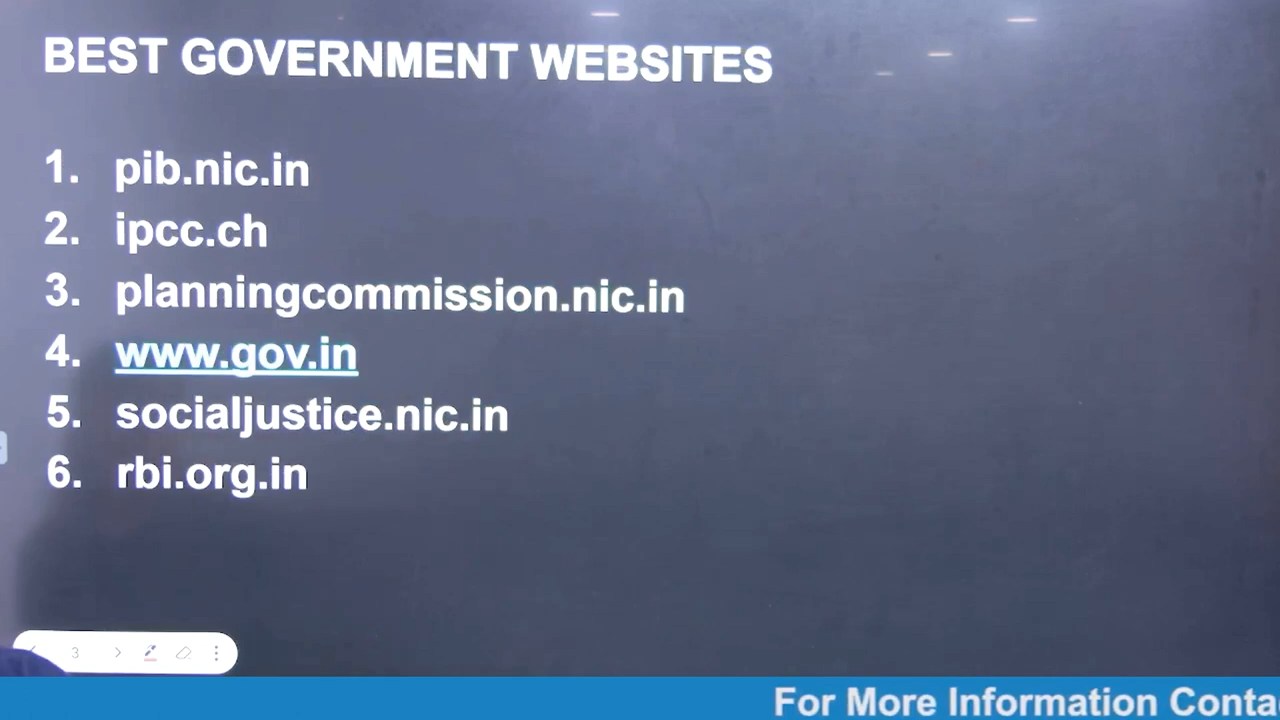 BEST GOVERNMENT WEBSITES
1. pib.nic.in
2. ipcc.ch
3. planningcommission.nic.in
4. www.gov.in
5. socialjustice.nic.in
6. rbi.org.in
3
For More Information Conta